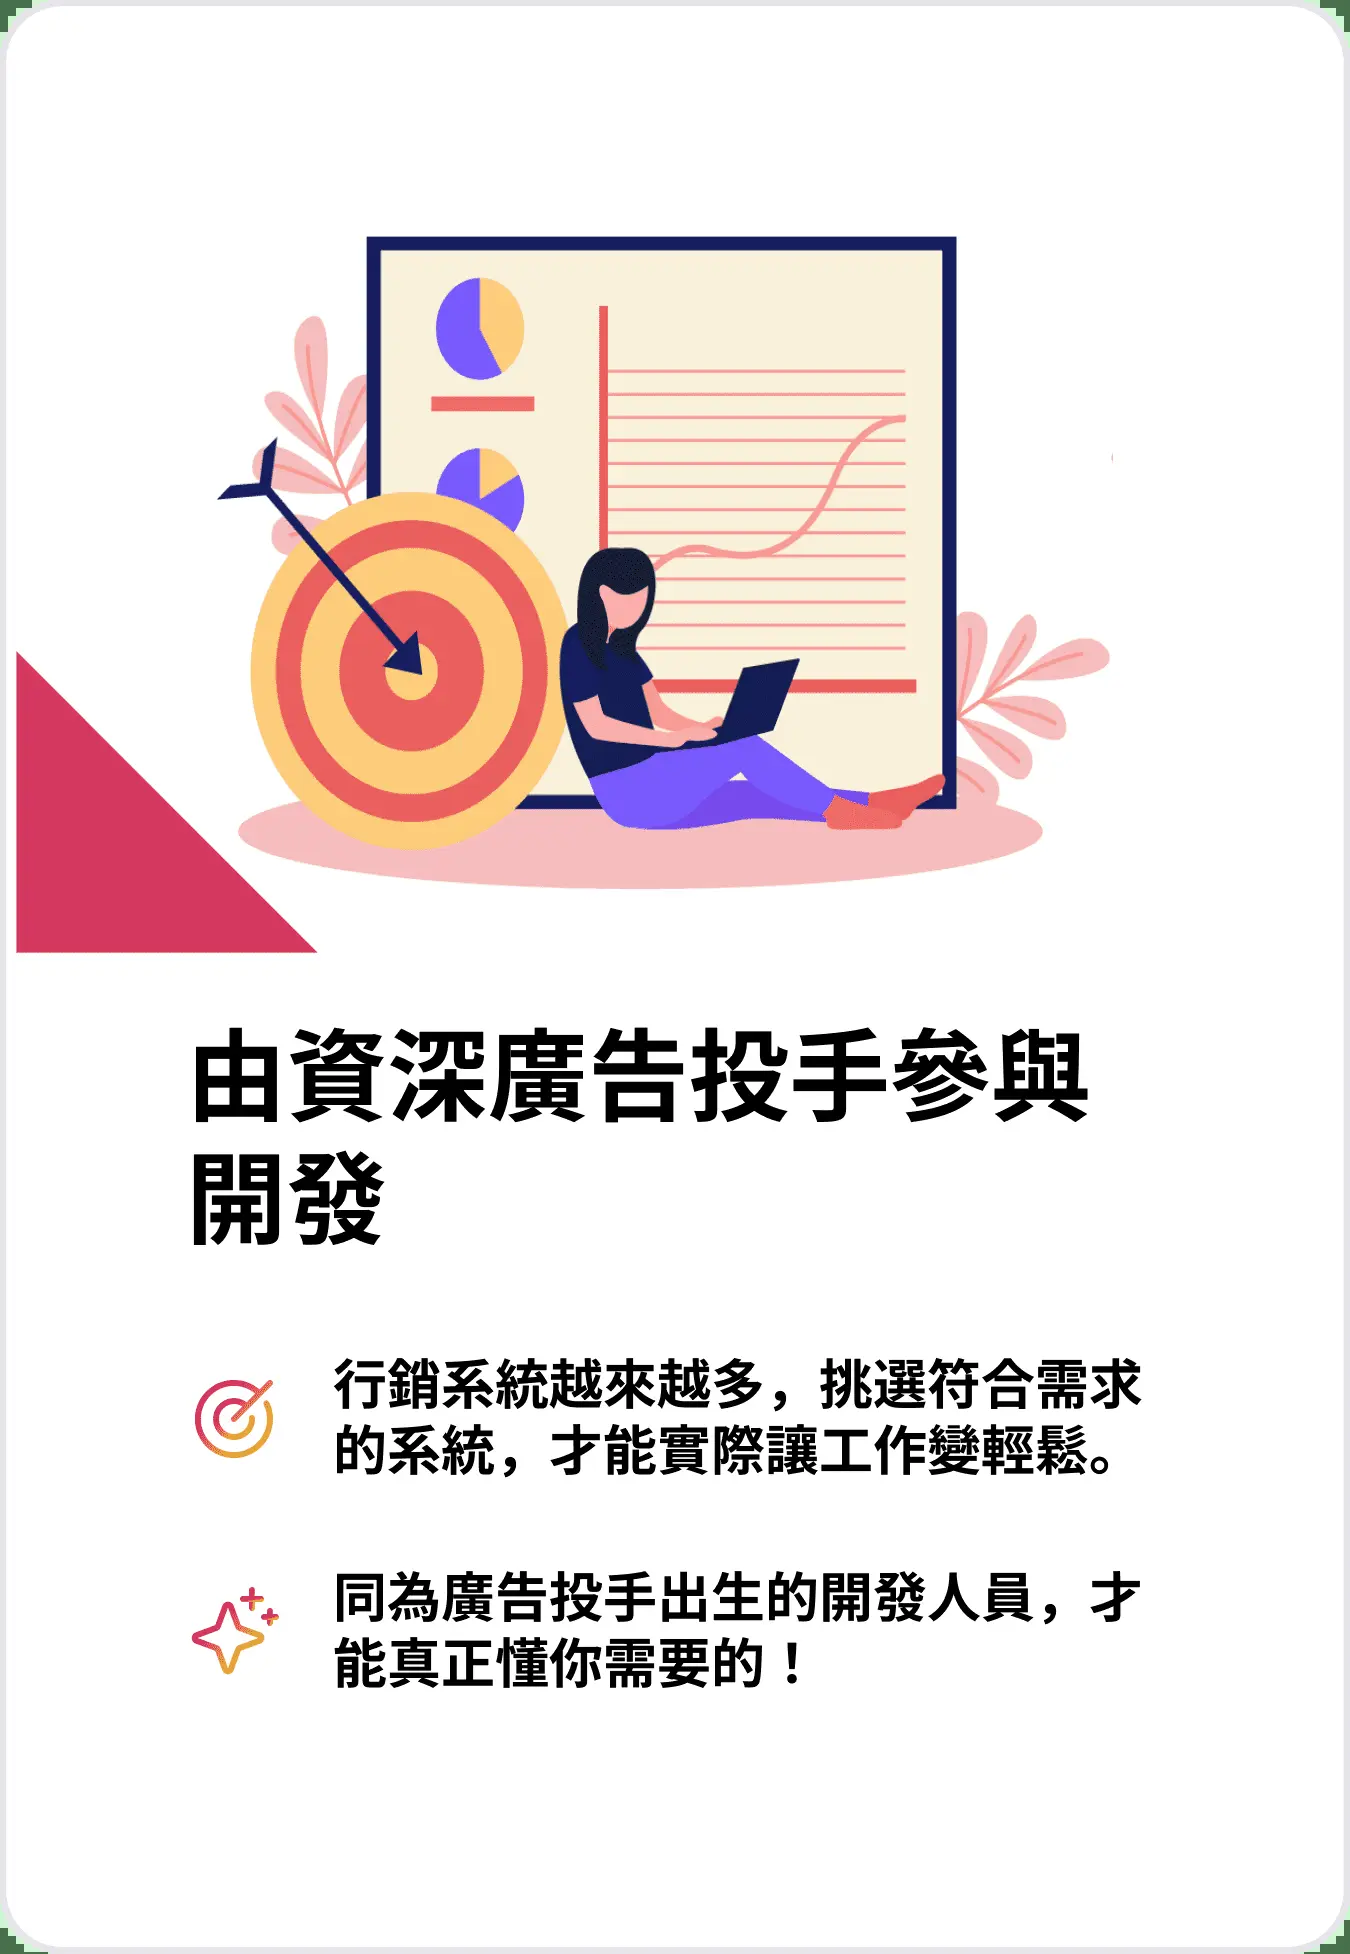 由資深廣告投手參與
開發
行銷系統越來越多，挑選符合需求
的系統，才能實際讓工作變輕鬆。
同為廣告投手出生的開發人員，才
能真正懂你需要的！